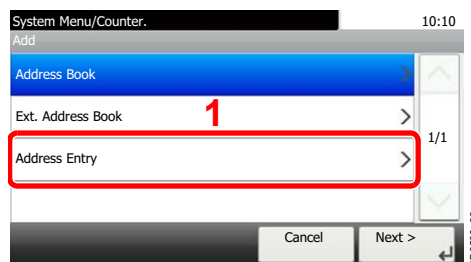 System Menu/Counter. 10:10
Add
Address Book
Ext. Address Book 1
1/1
Address Entry
Cancel Next >